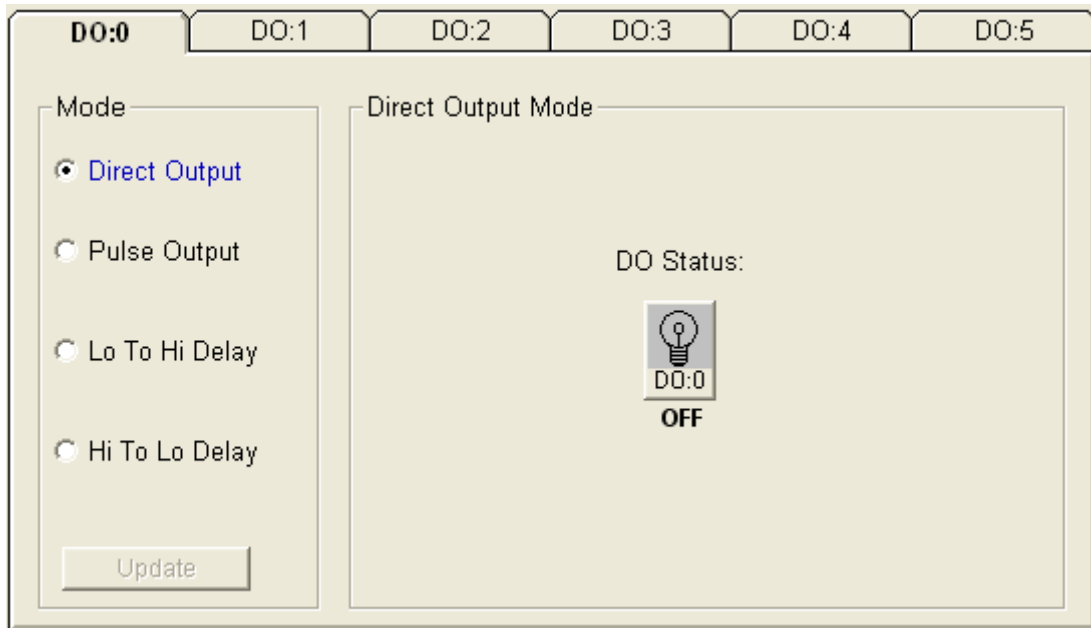 DO:0 DO:1 DO:2 DO:3 DO:4 DO:5
Mode
Direct Output
Pulse Output
Lo To Hi Delay
Hi To Lo Delay
Update
Direct Output Mode
DO Status:
DO:0
OFF